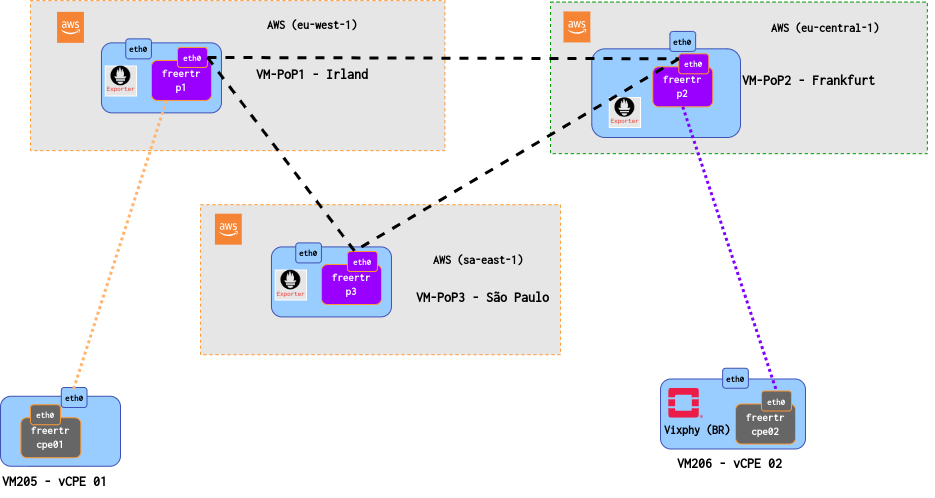 aws
AWS (eu-west-1)
eth0
eth0
freertr
p1
Exporter
VM-PoP1 - Irland
aws
AWS (eu-central-1)
eth0
eth0
freertr
p2
Exporter
VM-PoP2 - Frankfurt
aws
AWS (sa-east-1)
eth0
eth0
freertr
p3
Exporter
VM-PoP3 - São Paulo
eth0
eth0
freertr
cpe01
VM205 - vCPE 01
eth0
eth0
freertr
cpe02
Vixphy (BR)
VM206 - vCPE 02